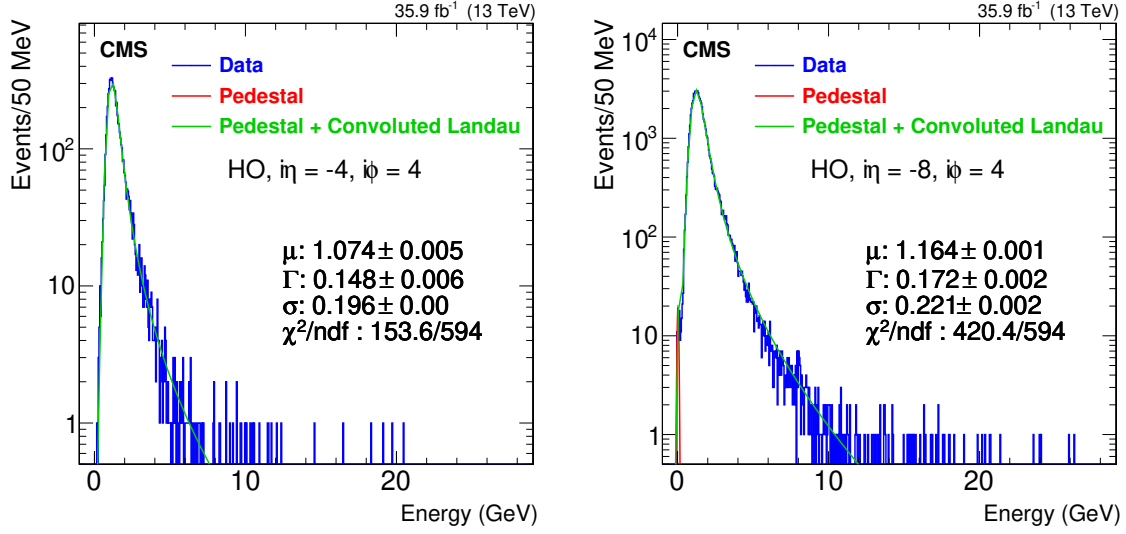 35.9 fb⁻¹ (13 TeV)
CMS
Data
Pedestal
Pedestal + Convoluted Landau
HO, iη = -4, iϕ = 4
μ: 1.074± 0.005
Γ: 0.148± 0.006
σ: 0.196± 0.00
χ²/ndf : 153.6/594
Events/50 MeV
10²
10
1
0 10 20
Energy (GeV)
35.9 fb⁻¹ (13 TeV)
CMS
Data
Pedestal
Pedestal + Convoluted Landau
HO, iη = -8, iϕ = 4
μ: 1.164± 0.001
Γ: 0.172± 0.002
σ: 0.221± 0.002
χ²/ndf : 420.4/594
Events/50 MeV
10⁴
10³
10²
10
1
0 10 20
Energy (GeV)